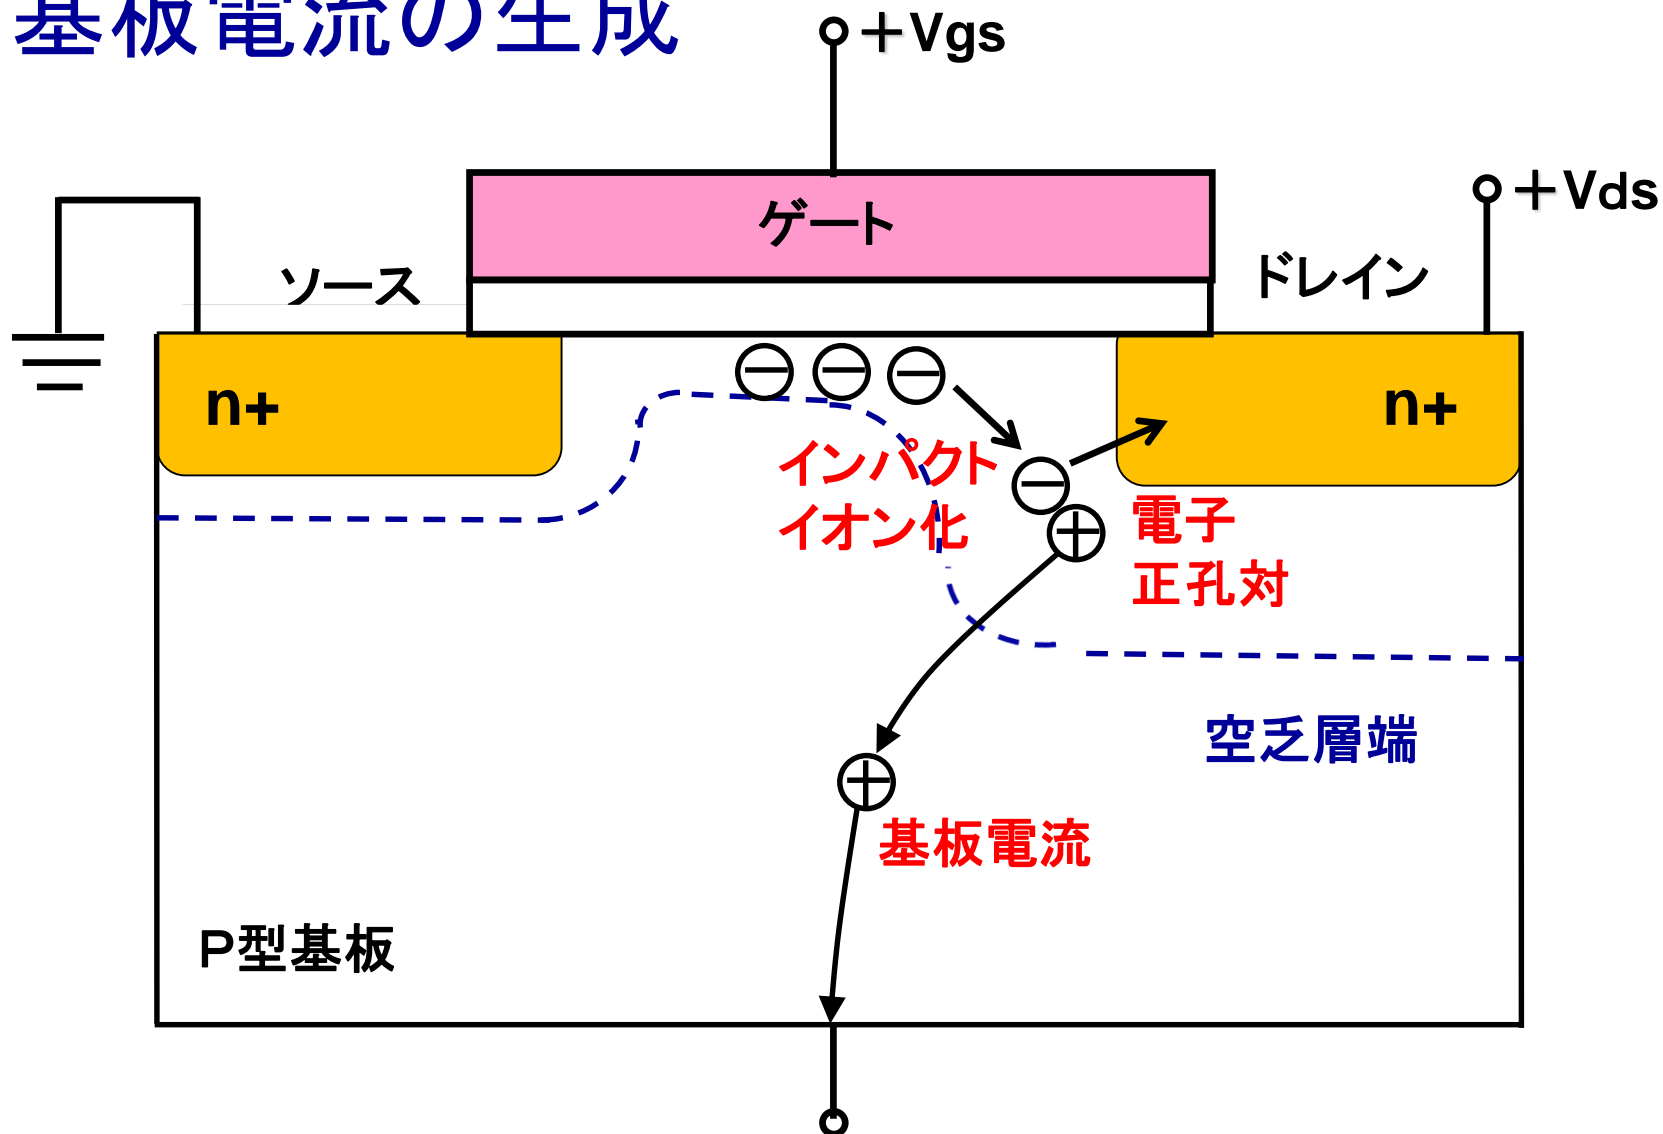 基板電流の生成
＋Vgs
＋Vds
ゲート
ソース
ドレイン
n+
n+
インパクト
イオン化
電子
正孔対
空乏層端
基板電流
Ｐ型基板